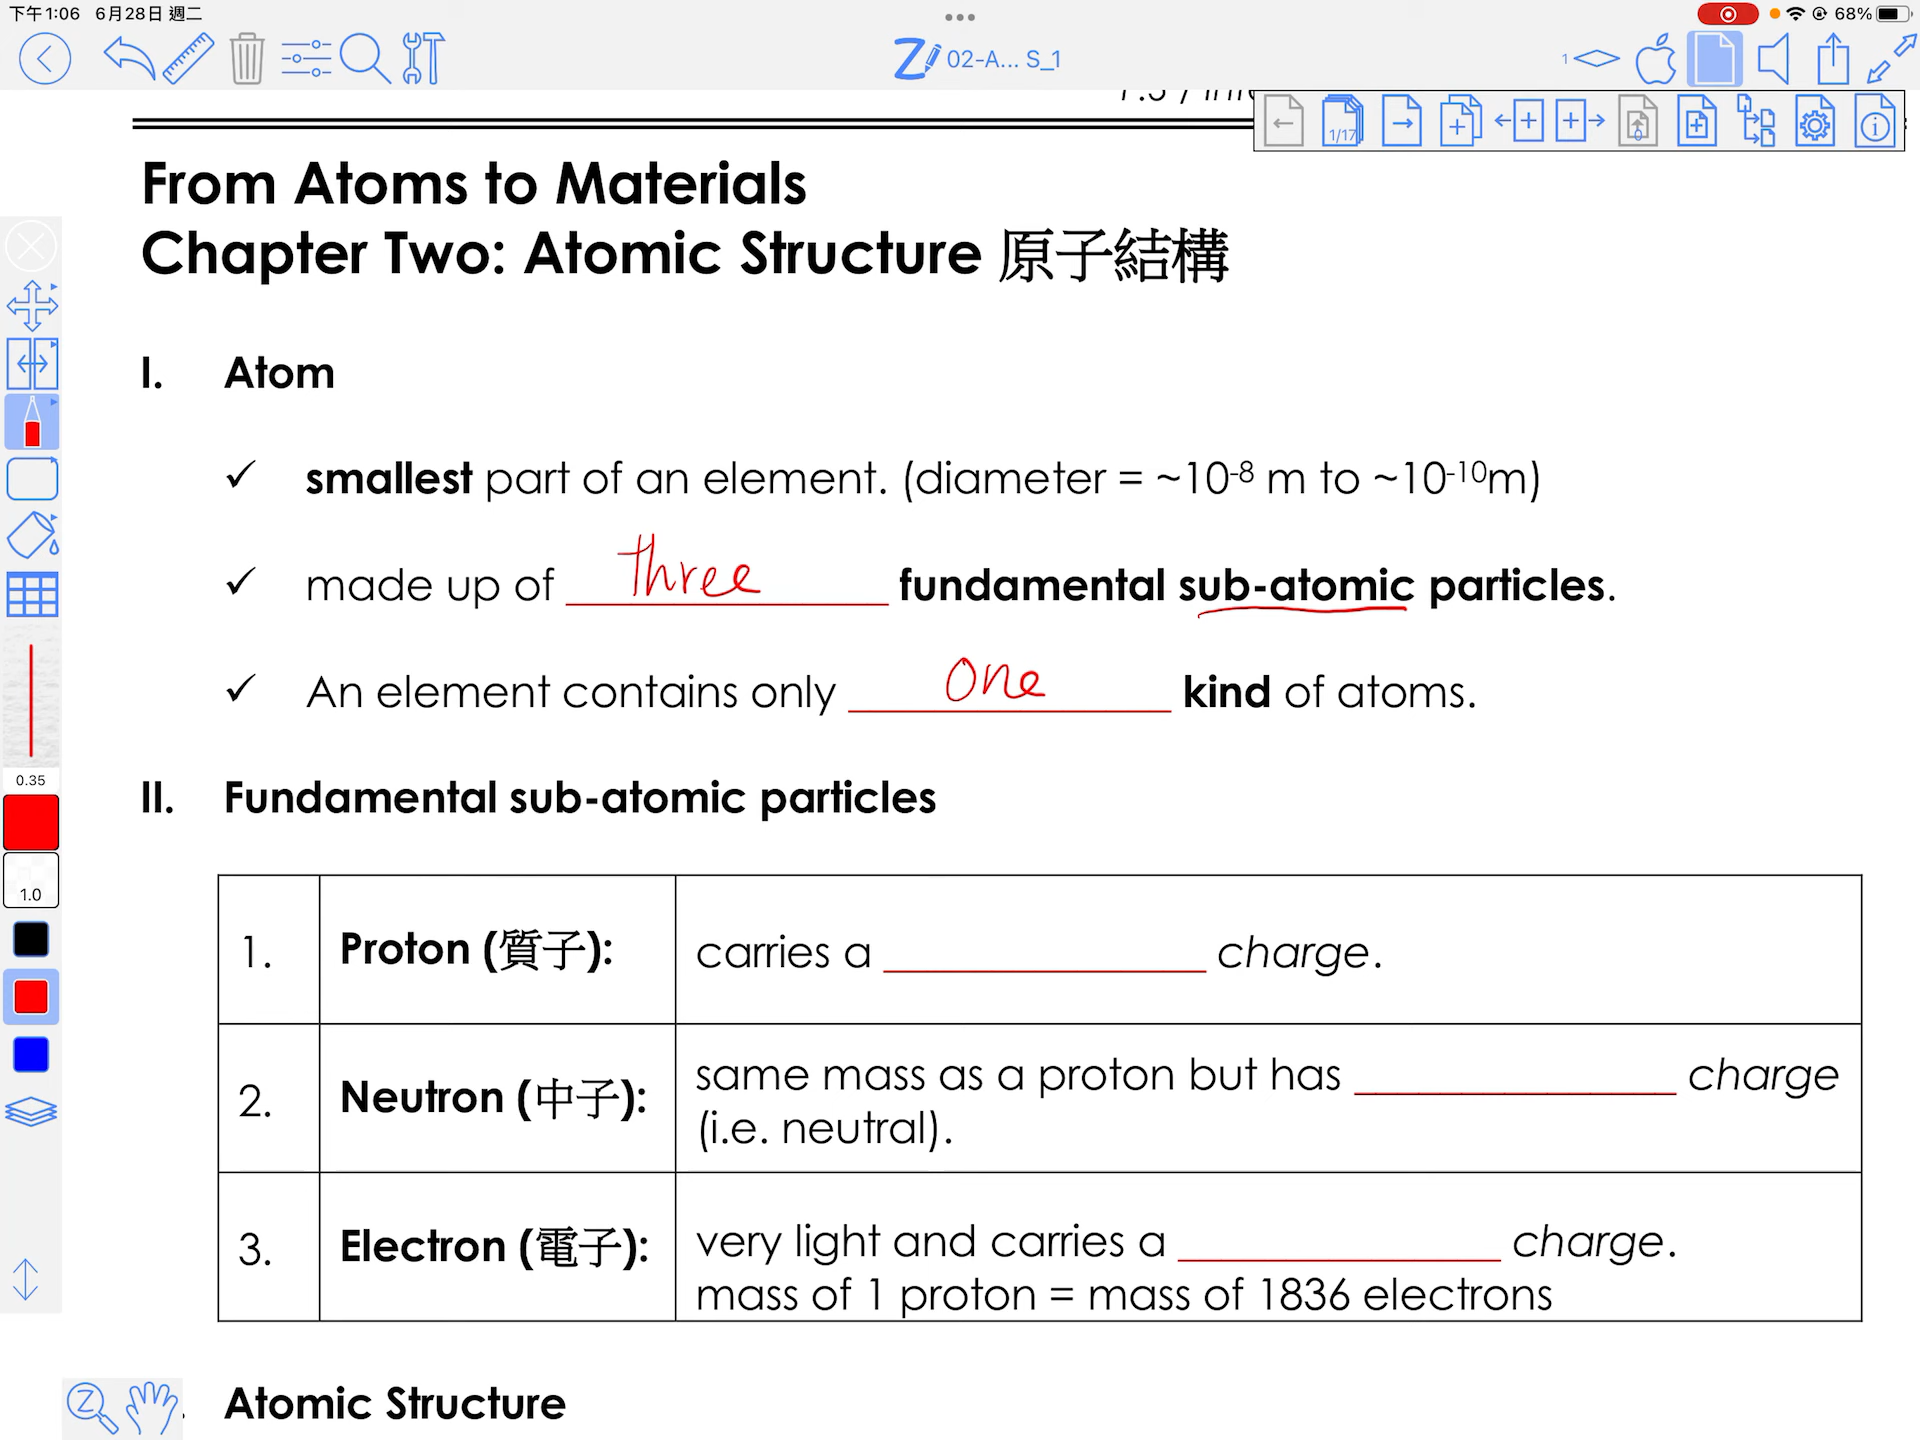 下午1:06 6月28日 週二
68%
02-A... S_1
1
1/17
0
From Atoms to Materials
Chapter Two: Atomic Structure 原子結構
I. Atom
✓ smallest part of an element. (diameter = ~10-8 m to ~10-10m)
✓ made up of three fundamental sub-atomic particles.
✓ An element contains only One kind of atoms.
0.35
II. Fundamental sub-atomic particles
1.0
1. Proton (質子): carries a ____________ charge.
2. Neutron (中子): same mass as a proton but has ____________ charge
(i.e. neutral).
3. Electron (電子): very light and carries a ____________ charge.
mass of 1 proton = mass of 1836 electrons
Atomic Structure